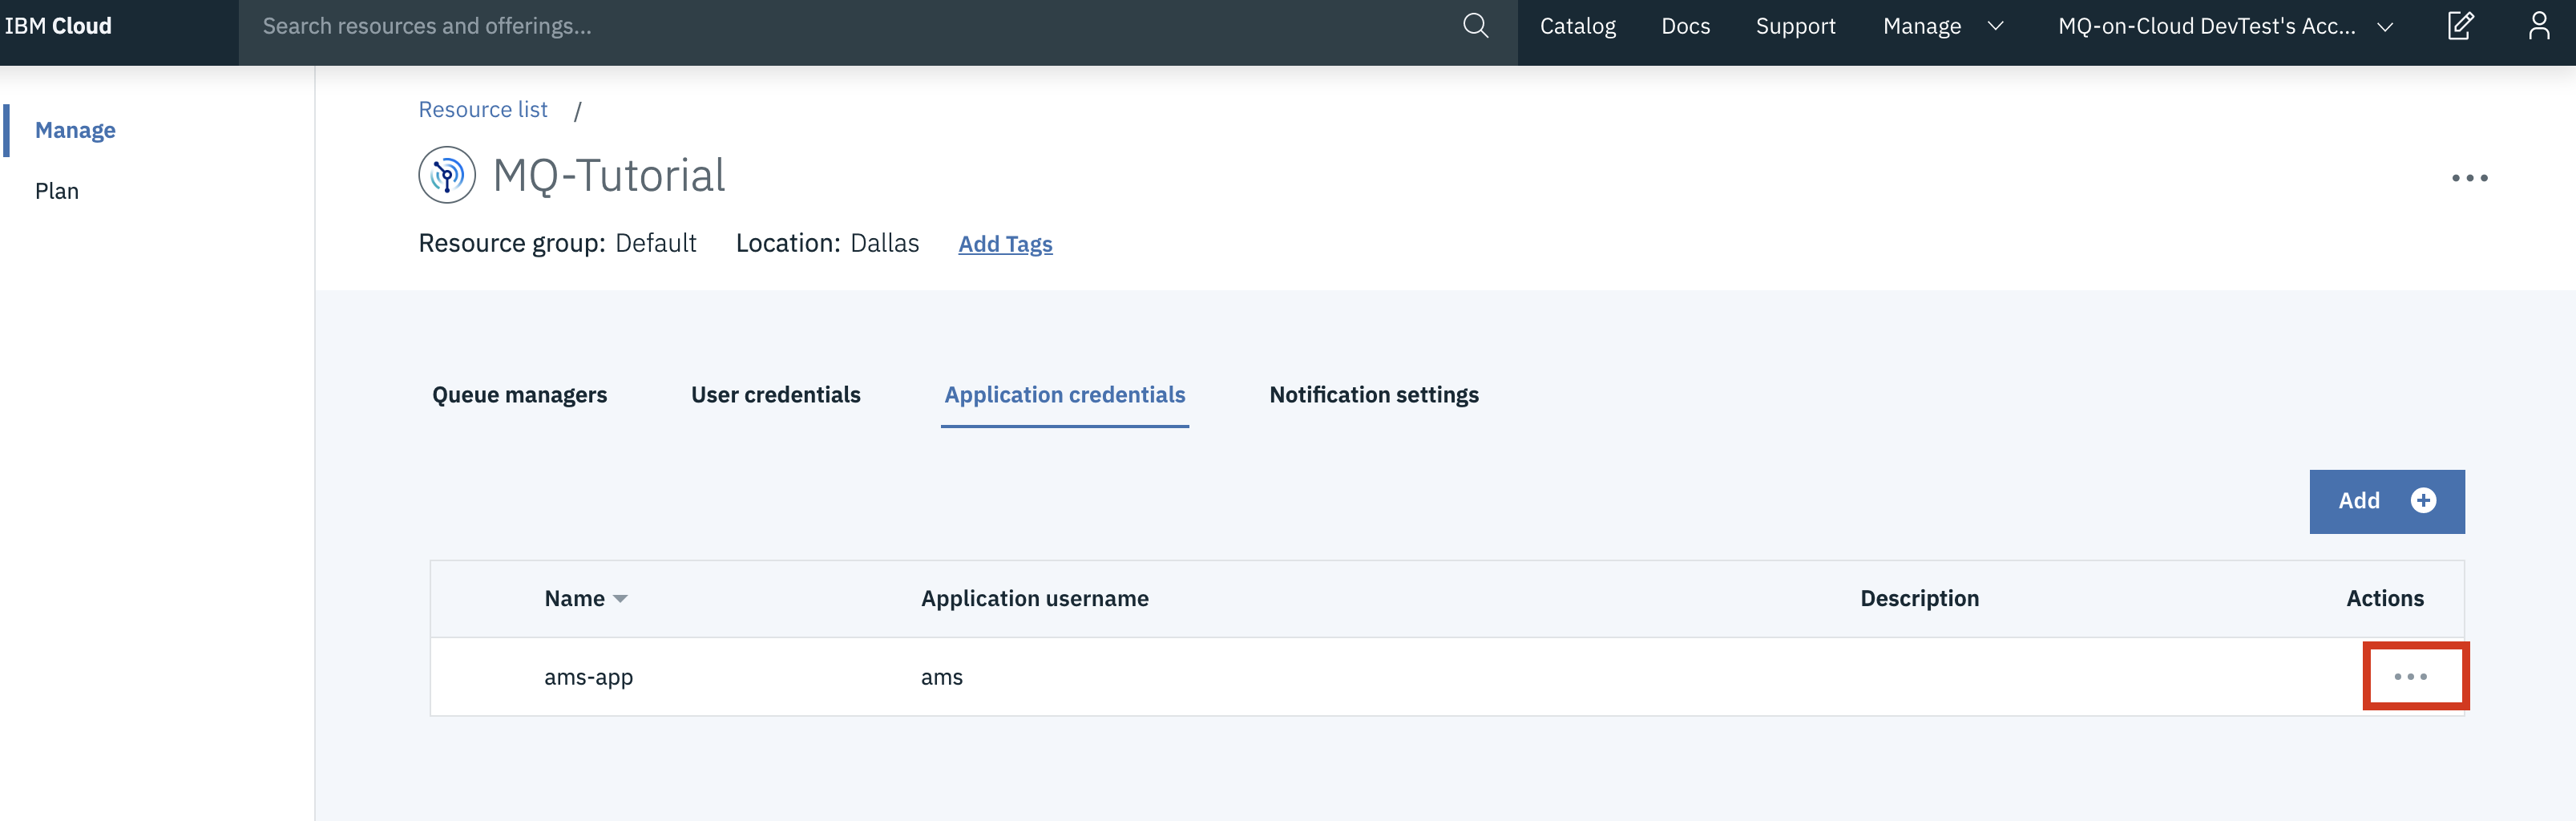 IBM Cloud Search resources and offerings... Catalog Docs Support Manage MQ-on-Cloud DevTest's Acc...
Manage
Plan
Resource list /
MQ-Tutorial
Resource group: Default Location: Dallas Add Tags
Queue managers User credentials Application credentials Notification settings
Add
Name Application username Description Actions
ams-app ams